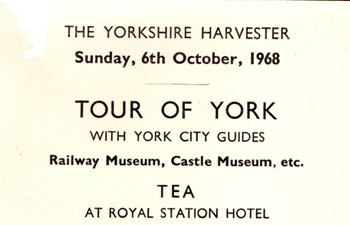 THE YORKSHIRE HARVESTER
Sunday, 6th October, 1968
TOUR OF YORK
WITH YORK CITY GUIDES
Railway Museum, Castle Museum, etc.
TEA
AT ROYAL STATION HOTEL